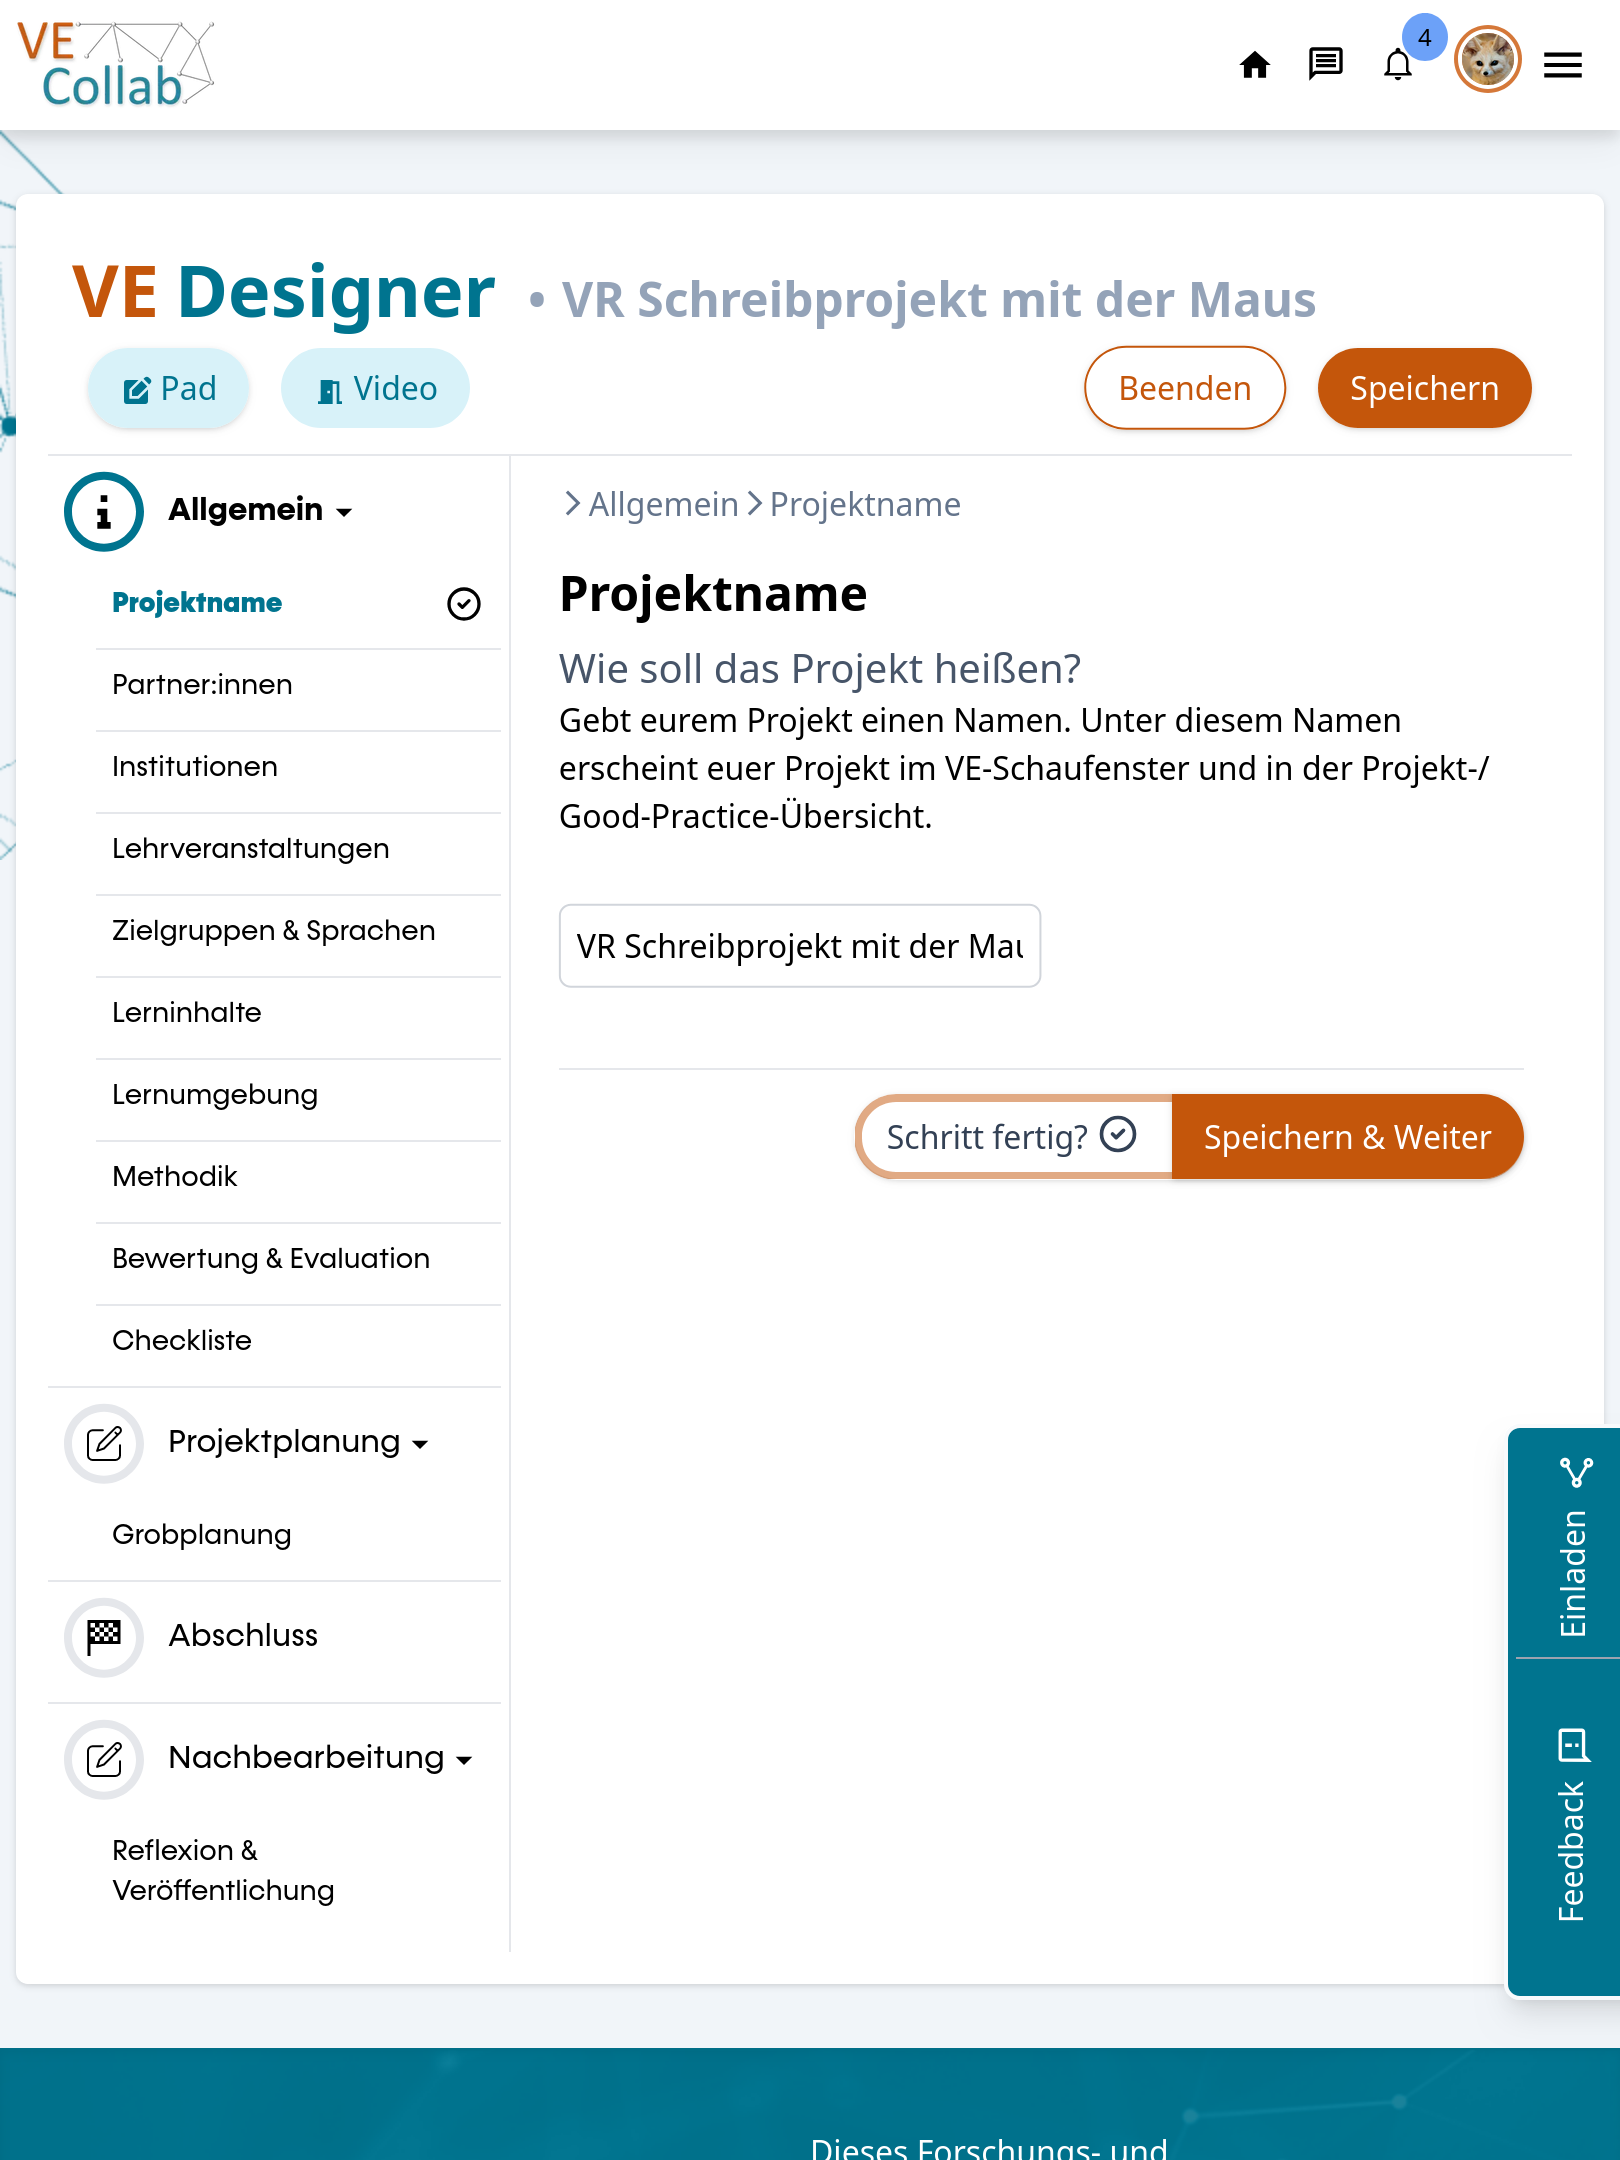 VE
Collab
4
VE Designer • VR Schreibprojekt mit der Maus
Pad
Video
Beenden
Speichern
Allgemein
Projektname
Partner:innen
Institutionen
Lehrveranstaltungen
Zielgruppen & Sprachen
Lerninhalte
Lernumgebung
Methodik
Bewertung & Evaluation
Checkliste
Projektplanung
Grobplanung
Abschluss
Nachbearbeitung
Reflexion &
Veröffentlichung
Allgemein Projektname
Projektname
Wie soll das Projekt heißen?
Gebt eurem Projekt einen Namen. Unter diesem Namen
erscheint euer Projekt im VE-Schaufenster und in der Projekt-/
Good-Practice-Übersicht.
VR Schreibprojekt mit der Mau
Schritt fertig?
Speichern & Weiter
Einladen
Feedback
Dieses Forschungs- und